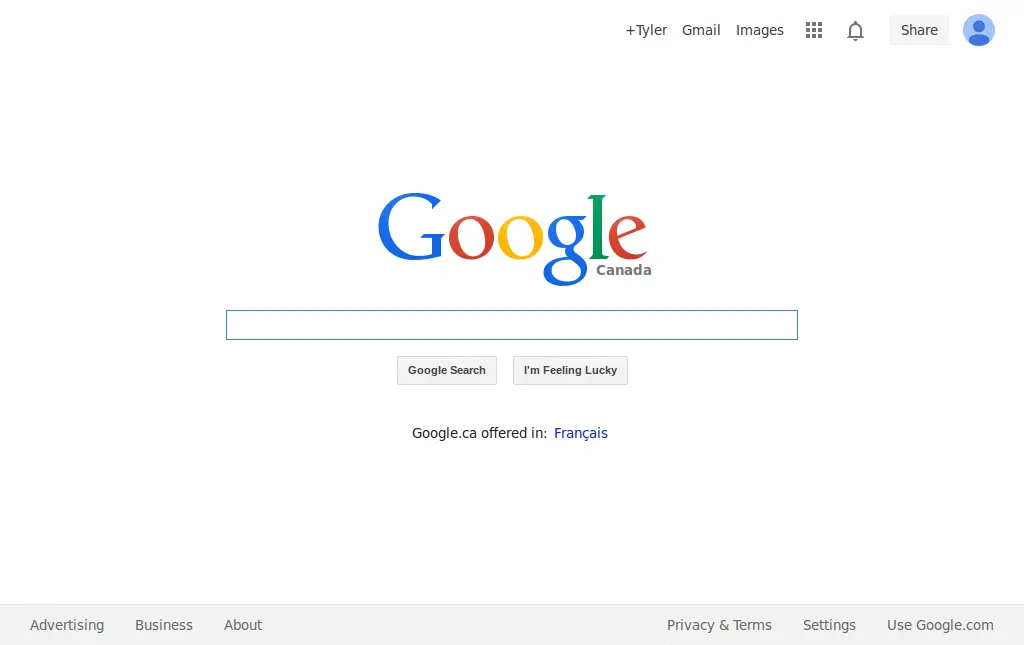 +Tyler Gmail Images Share
Google
Canada
Google Search I'm Feeling Lucky
Google.ca offered in: Français
Advertising Business About Privacy & Terms Settings Use Google.com